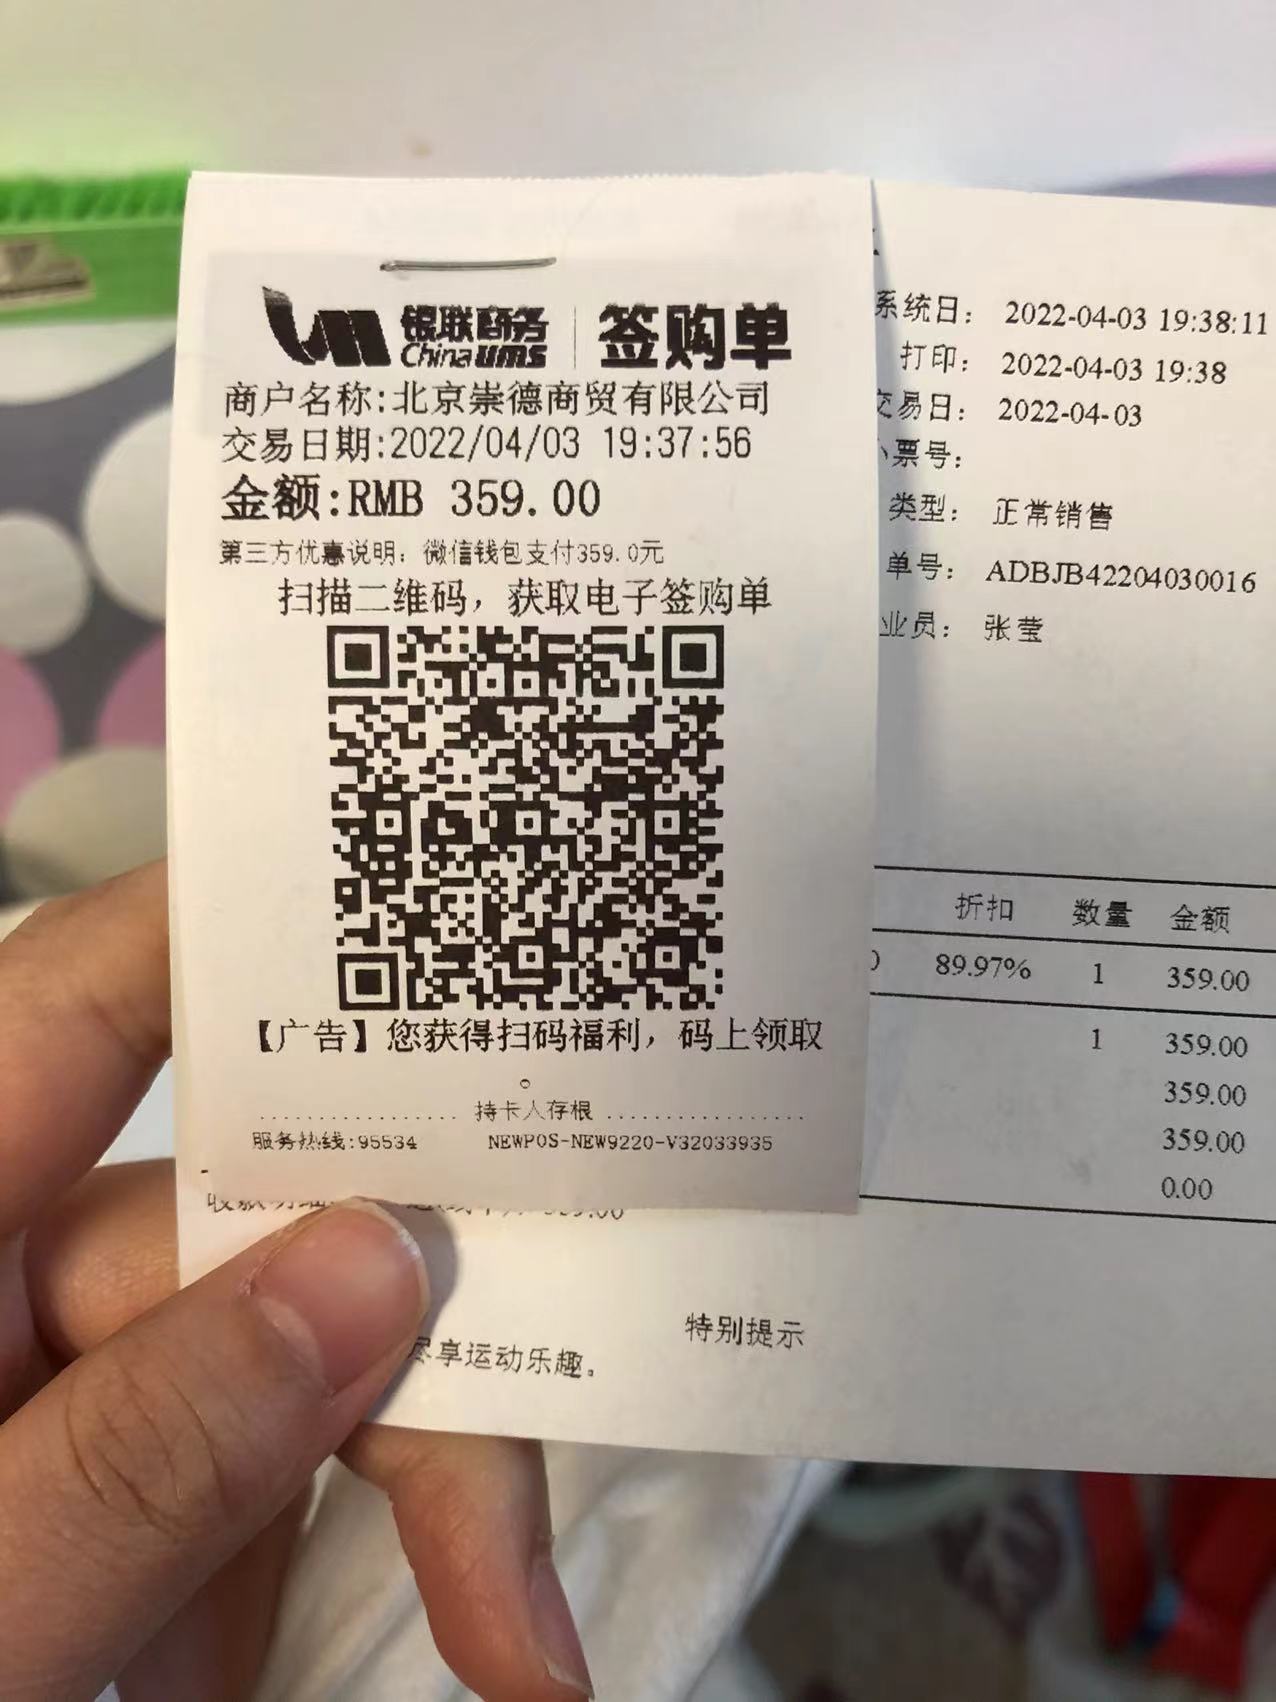 银联商务 签购单
Chinaums
商户名称:北京崇德商贸有限公司
交易日期:2022/04/03 19:37:56
金额:RMB 359.00
第三方优惠说明: 微信钱包支付359.0元
扫描二维码，获取电子签购单
【广告】您获得扫码福利，码上领取
。
持卡人存根
服务热线:95534 NEWPOS-NEW9220-V32033935
系统日: 2022-04-03 19:38:11
打印: 2022-04-03 19:38
交易日: 2022-04-03
小票号:
类型: 正常销售
单号: ADBJB42204030016
业员: 张莹
折扣 数量 金额
0 89.97% 1 359.00
1 359.00
359.00
359.00
0.00
特别提示
尽享运动乐趣。